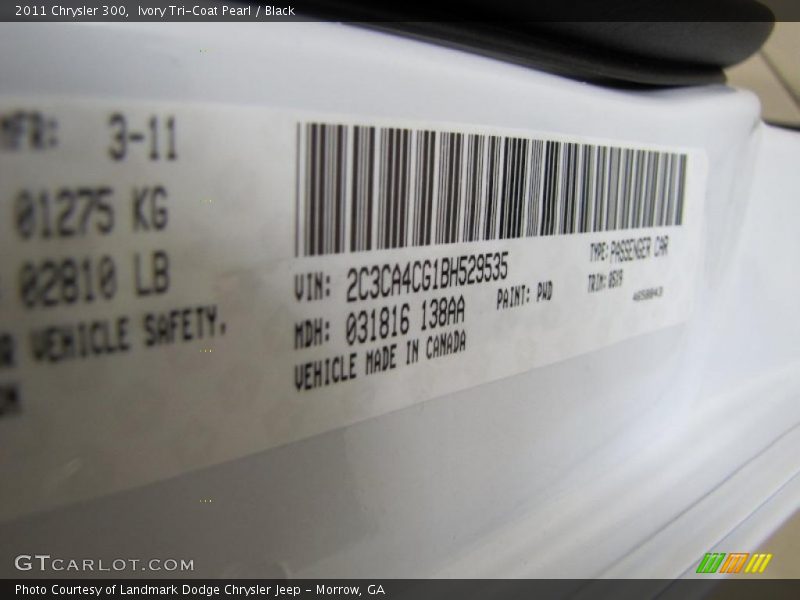 2011 Chrysler 300, Ivory Tri-Coat Pearl / Black
MFR: 3-11
01275 KG
02810 LB
VEHICLE SAFETY.
VIN: 2C3CA4CG1BH529535
TYPE: PASSENGER CAR
MDH: 031816 138AA
PAINT: PWD
TRIM:
VEHICLE MADE IN CANADA
GTCARLOT.COM
Photo Courtesy of Landmark Dodge Chrysler Jeep - Morrow, GA